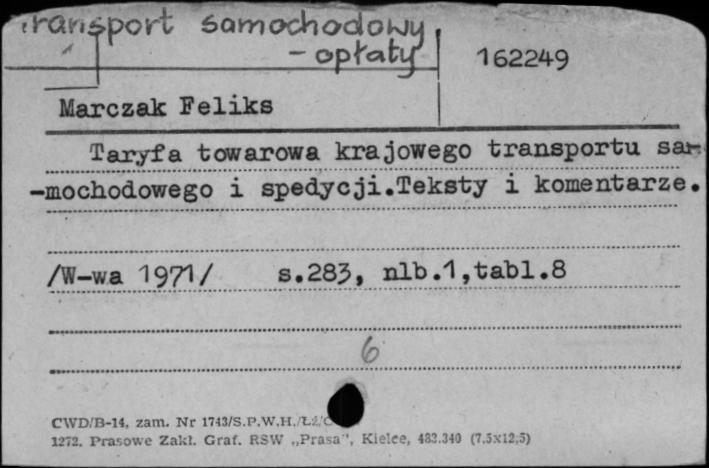 transport samochodowy
- opłaty
162249
Marczak Feliks
Taryfa towarowa krajowego transportu sa-
-mochodowego i spedycji.Teksty i komentarze.
/W-wa 1971/ s.283, nlb.1,tabl.8
6
CWD/B-14, zam. Nr 1743/S.P.W.H./Łź/
1272. Prasowe Zakł. Graf. RSW „Prasa", Kielce, 483.340 (7,5x12,5)